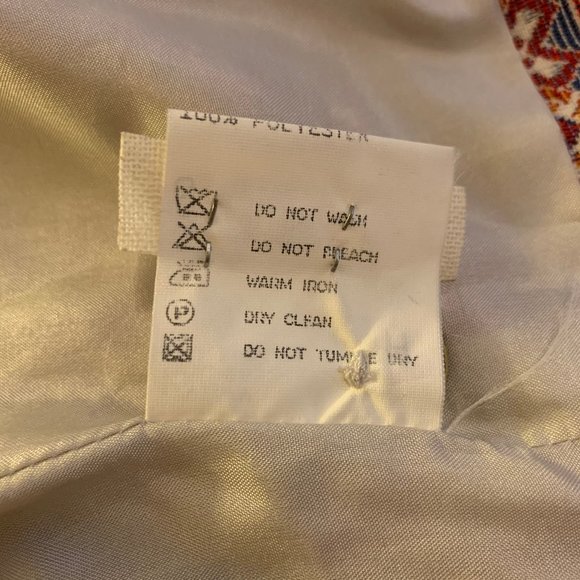 100% POLYESTER
DO NOT WASH
DO NOT BLEACH
WARM IRON
P DRY CLEAN
DO NOT TUMBLE DRY